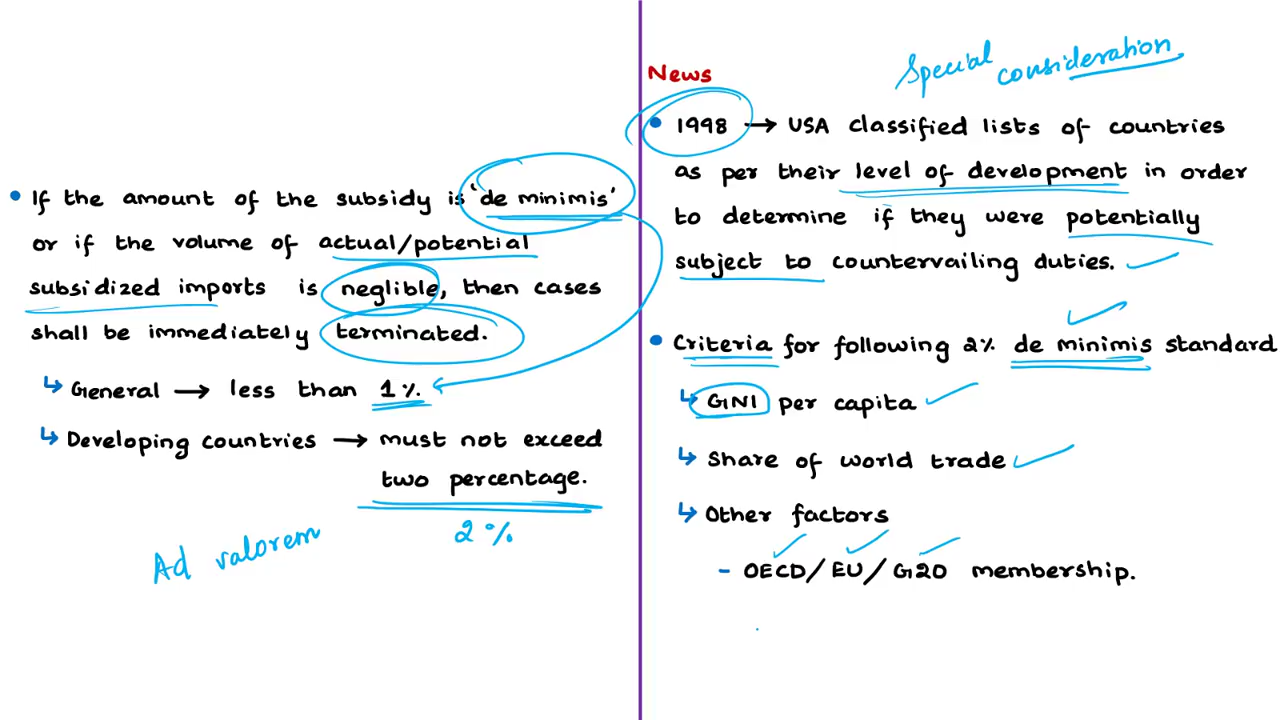 If the amount of the subsidy is 'de minimis'
or if the volume of actual/potential
subsidized imports is neglible, then cases
shall be immediately terminated.
General → less than 1%.
Developing countries → must not exceed
two percentage.
2%
Ad valorem
Special consideration
News
1998 → USA classified lists of countries
as per their level of development in order
to determine if they were potentially
subject to countervailing duties.
Criteria for following 2% de minimis standard
GNI per capita
Share of world trade
Other factors
- OECD/EU/G20 membership.